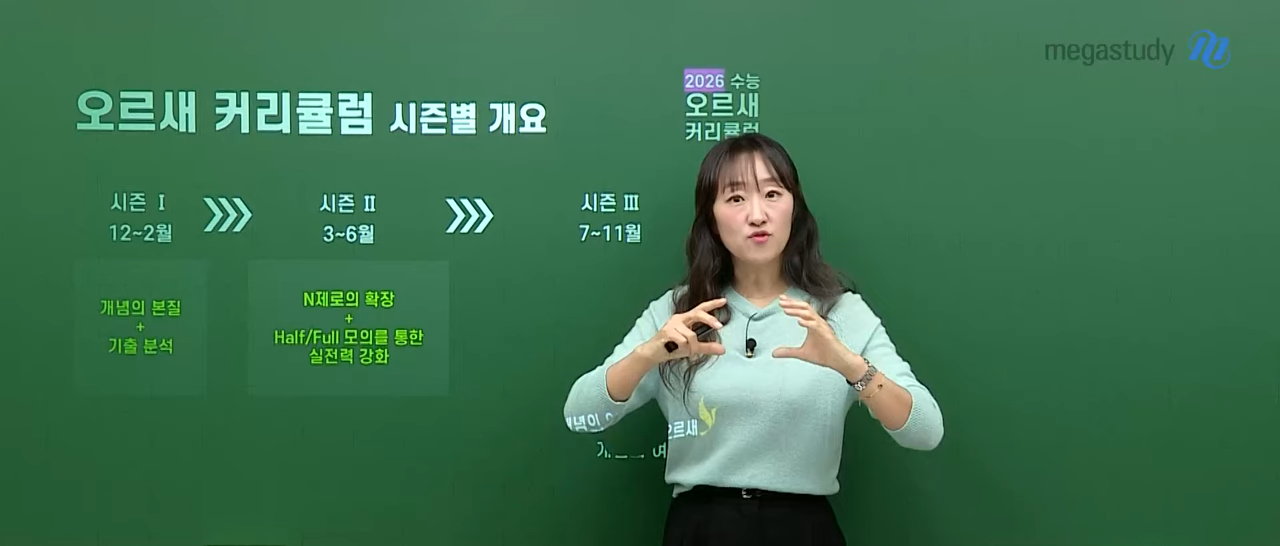 megastudy
오르새 커리큘럼 시즌별 개요
2026 수능
오르새
커리큘럼
시즌 Ⅰ
12~2월
시즌 Ⅱ
3~6월
시즌 Ⅲ
7~11월
개념의 본질
+
기출 분석
N제로의 확장
+
Half/Full 모의를 통한
실전력 강화
오르새